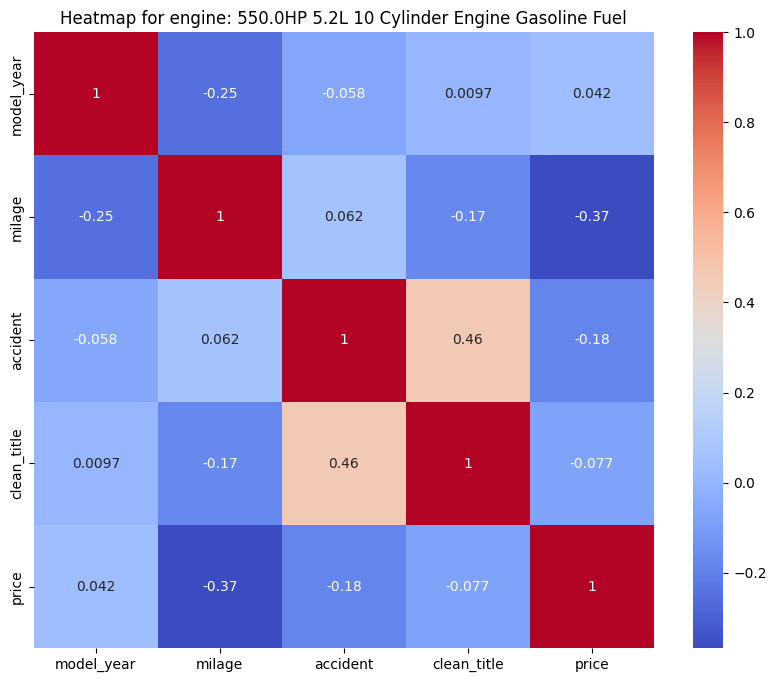 Heatmap for engine: 550.0HP 5.2L 10 Cylinder Engine Gasoline Fuel
model_year 1 -0.25 -0.058 0.0097 0.042
milage -0.25 1 0.062 -0.17 -0.37
accident -0.058 0.062 1 0.46 -0.18
clean_title 0.0097 -0.17 0.46 1 -0.077
price 0.042 -0.37 -0.18 -0.077 1
model_year milage accident clean_title price
1.0
0.8
0.6
0.4
0.2
0.0
−0.2